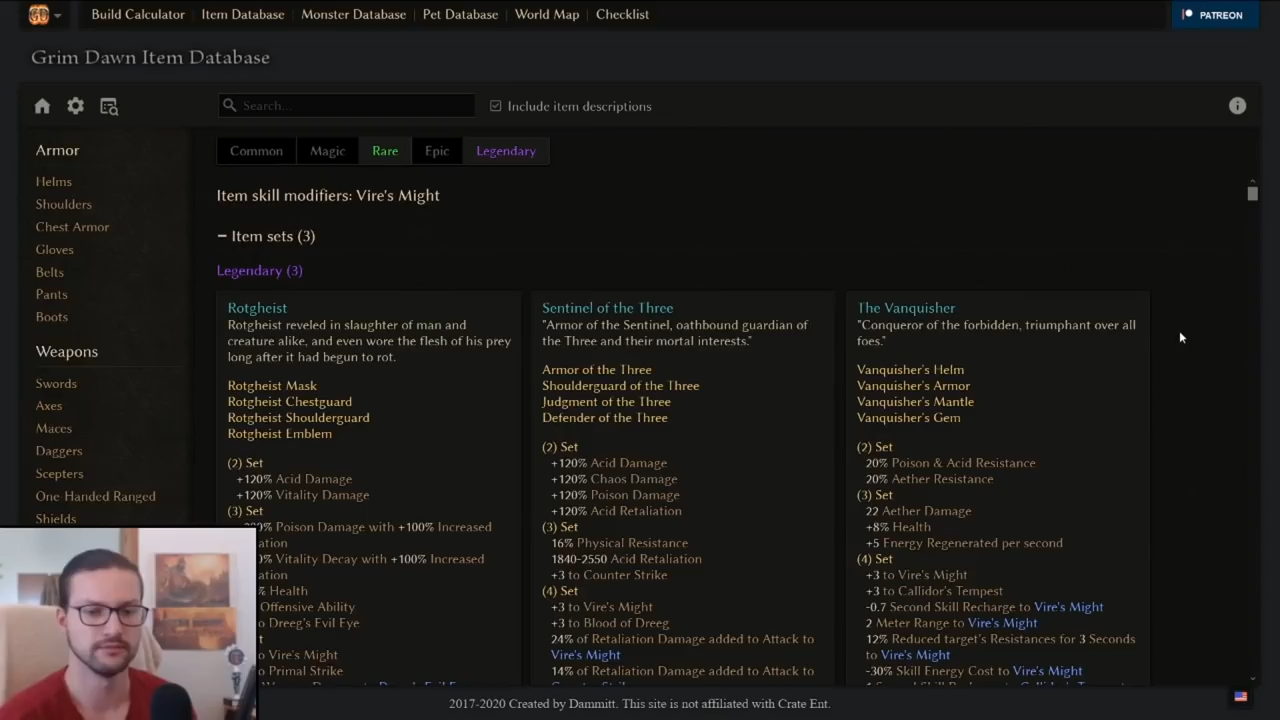 Build Calculator Item Database Monster Database Pet Database World Map Checklist PATREON
Grim Dawn Item Database
Search... Include item descriptions
Armor
Helms
Shoulders
Chest Armor
Gloves
Belts
Pants
Boots
Weapons
Swords
Axes
Maces
Daggers
Scepters
One-Handed Ranged
Shields
Common Magic Rare Epic Legendary
Item skill modifiers: Vire's Might
− Item sets (3)
Legendary (3)
Rotgheist
Rotgheist reveled in slaughter of man and
creature alike, and even wore the flesh of his prey
long after it had begun to rot.
Rotgheist Mask
Rotgheist Chestguard
Rotgheist Shoulderguard
Rotgheist Emblem
(2) Set
+120% Acid Damage
+120% Vitality Damage
(3) Set
% Poison Damage with +100% Increased
% Vitality Decay with +100% Increased
Health
Offensive Ability
to Dreeg's Evil Eye
Vire's Might
Primal Strike
Sentinel of the Three
"Armor of the Sentinel, oathbound guardian of
the Three and their mortal interests."
Armor of the Three
Shoulderguard of the Three
Judgment of the Three
Defender of the Three
(2) Set
+120% Acid Damage
+120% Chaos Damage
+120% Poison Damage
+120% Acid Retaliation
(3) Set
16% Physical Resistance
1840-2550 Acid Retaliation
+3 to Counter Strike
(4) Set
+3 to Vire's Might
+3 to Blood of Dreeg
24% of Retaliation Damage added to Attack to
Vire's Might
14% of Retaliation Damage added to Attack to
The Vanquisher
"Conqueror of the forbidden, triumphant over all
foes."
Vanquisher's Helm
Vanquisher's Armor
Vanquisher's Mantle
Vanquisher's Gem
(2) Set
20% Poison & Acid Resistance
20% Aether Resistance
(3) Set
22 Aether Damage
+8% Health
+5 Energy Regenerated per second
(4) Set
+3 to Vire's Might
+3 to Callidor's Tempest
-0.7 Second Skill Recharge to Vire's Might
2 Meter Range to Vire's Might
12% Reduced target's Resistances for 3 Seconds
to Vire's Might
-30% Skill Energy Cost to Vire's Might
2017-2020 Created by Dammitt. This site is not affiliated with Crate Ent.